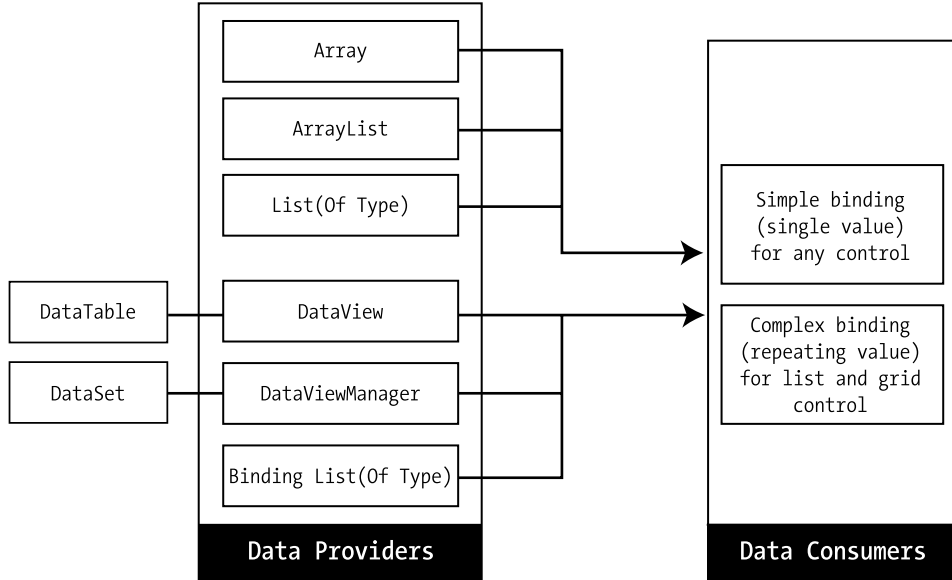 Array
ArrayList
List(Of Type)
DataTable
DataView
DataSet
DataViewManager
Binding List(Of Type)
Data Providers
Simple binding
(single value)
for any control
Complex binding
(repeating value)
for list and grid
control
Data Consumers